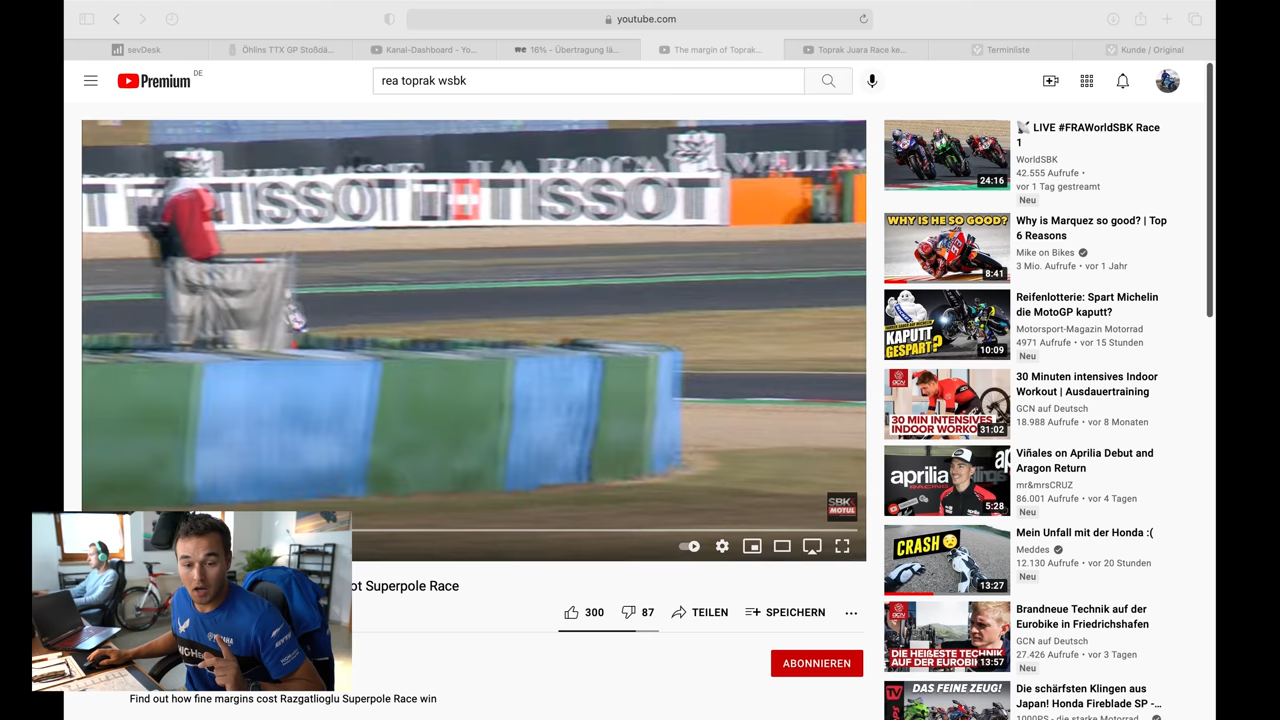 youtube.com
sevDesk
Öhlins TTX GP Stoßdä...
Kanal-Dashboard - Yo...
16% - Übertragung lä...
The margin of Toprak...
Toprak Juara Race ke...
Terminliste
Kunde / Original
Premium DE
rea toprak wsbk
TISSOT TISSOT
SBK
MOTUL
ot Superpole Race
300
87
TEILEN
SPEICHERN
ABONNIEREN
Find out how fine margins cost Razgatlioglu Superpole Race win
24:16
LIVE #FRAWorldSBK Race
1
WorldSBK
42.555 Aufrufe •
vor 1 Tag gestreamt
Neu
WHY IS HE SO GOOD?
8:41
Why is Marquez so good? | Top
6 Reasons
Mike on Bikes
3 Mio. Aufrufe • vor 1 Jahr
KAPUTT
GESPART?
10:09
Reifenlotterie: Spart Michelin
die MotoGP kaputt?
Motorsport-Magazin Motorrad
4971 Aufrufe • vor 15 Stunden
Neu
GCN
30 MIN INTENSIVES
INDOOR WORKO
31:02
30 Minuten intensives Indoor
Workout | Ausdauertraining
GCN auf Deutsch
18.988 Aufrufe • vor 8 Monaten
aprilia
RACING
ap
5:28
Viñales on Aprilia Debut and
Aragon Return
mr&mrsCRUZ
86.001 Aufrufe • vor 4 Tagen
Neu
CRASH
13:27
Mein Unfall mit der Honda :(
Meddes
12.130 Aufrufe • vor 20 Stunden
Neu
GCN
DIE HEIßESTE TECHNIK
AUF DER EUROBIK
13:57
Brandneue Technik auf der
Eurobike in Friedrichshafen
GCN auf Deutsch
27.426 Aufrufe • vor 3 Tagen
Neu
DAS FEINE ZEUG!
Die schärfsten Klingen aus
Japan! Honda Fireblade SP -...
1000PS - die starke Motorrad...